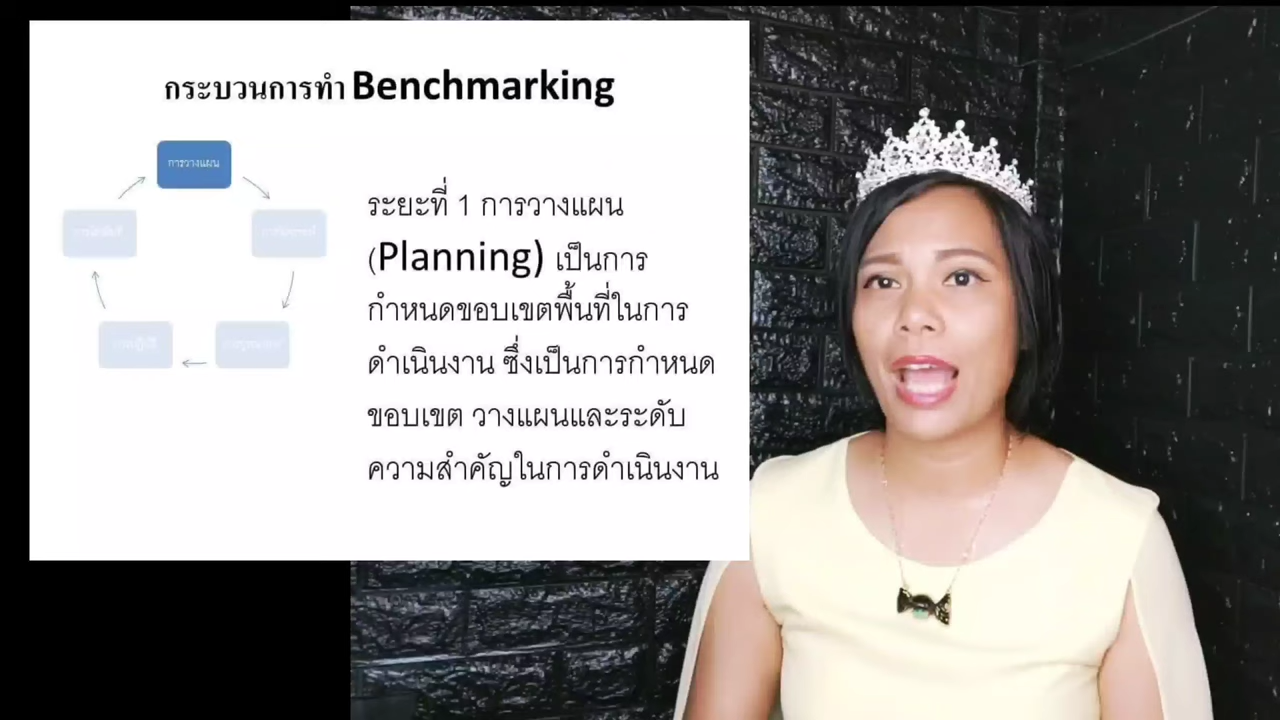 กระบวนการทำ Benchmarking
การวางแผน
ระยะที่ 1 การวางแผน
(Planning) เป็นการ
กำหนดขอบเขตพื้นที่ในการ
ดำเนินงาน ซึ่งเป็นการกำหนด
ขอบเขต วางแผนและระดับ
ความสำคัญในการดำเนินงาน